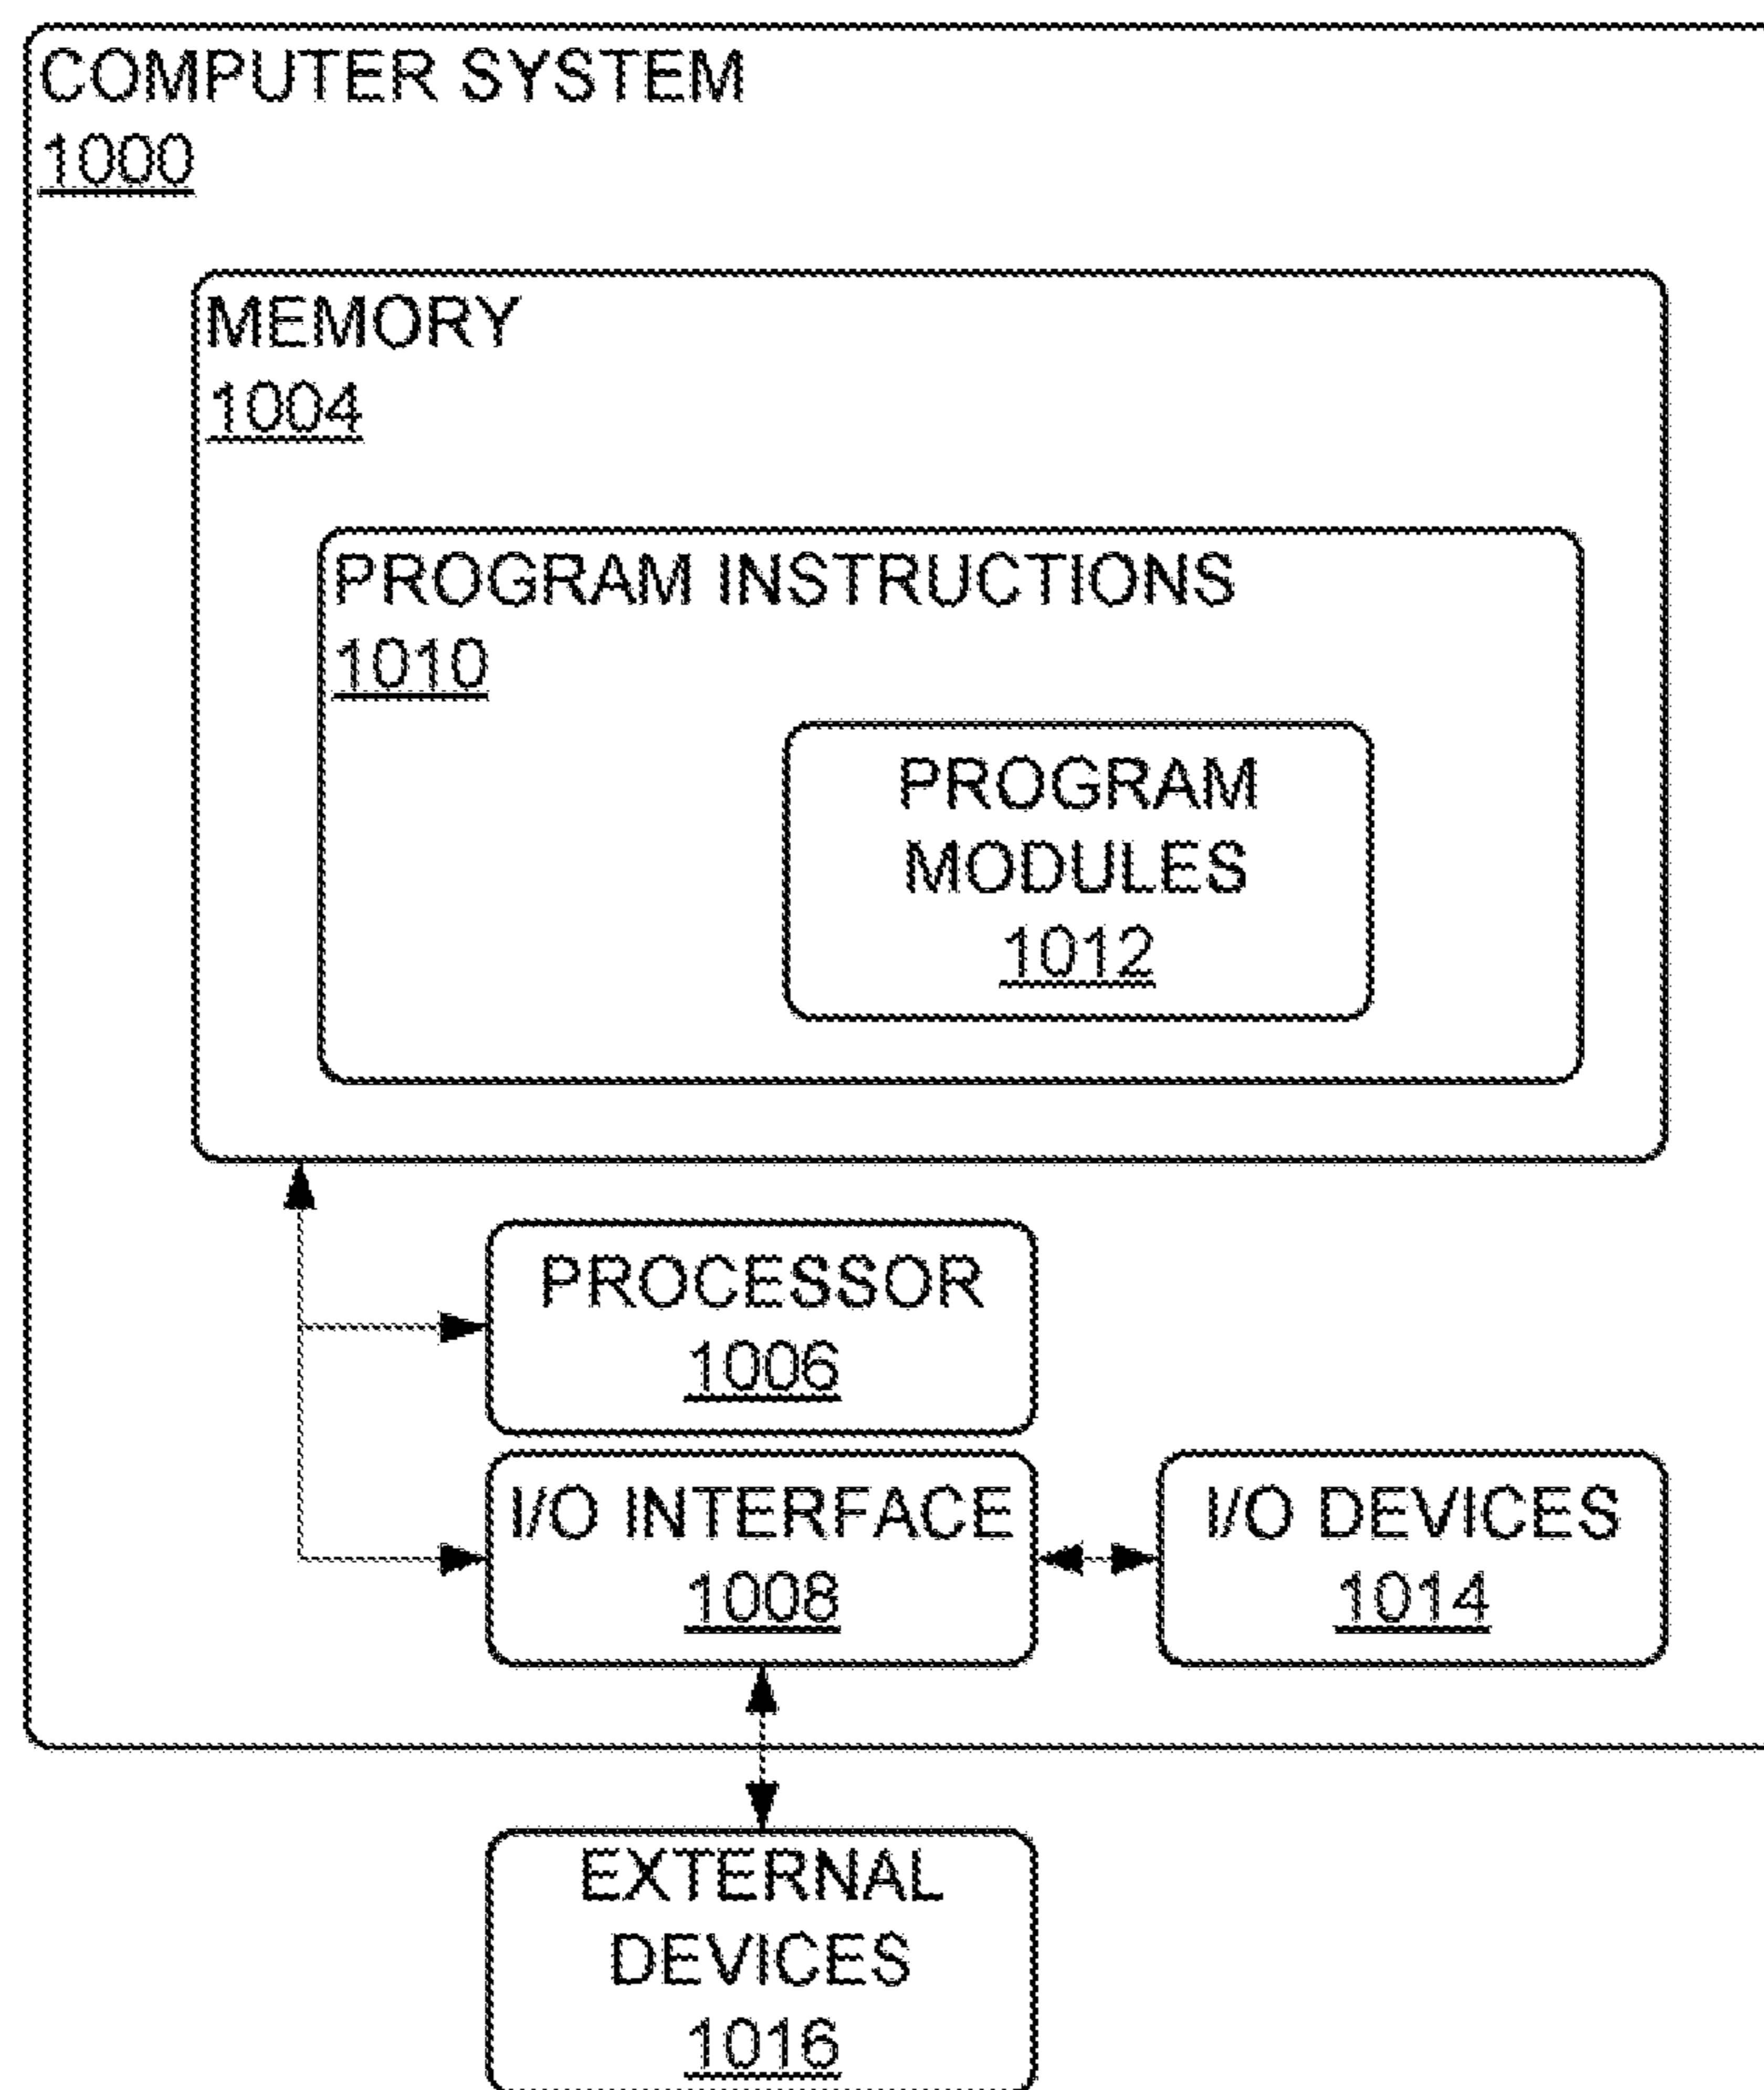 COMPUTER SYSTEM
1000
MEMORY
1004
PROGRAM INSTRUCTIONS
1010
PROGRAM
MODULES
1012
PROCESSOR
1006
I/O INTERFACE
1008
I/O DEVICES
1014
EXTERNAL
DEVICES
1016